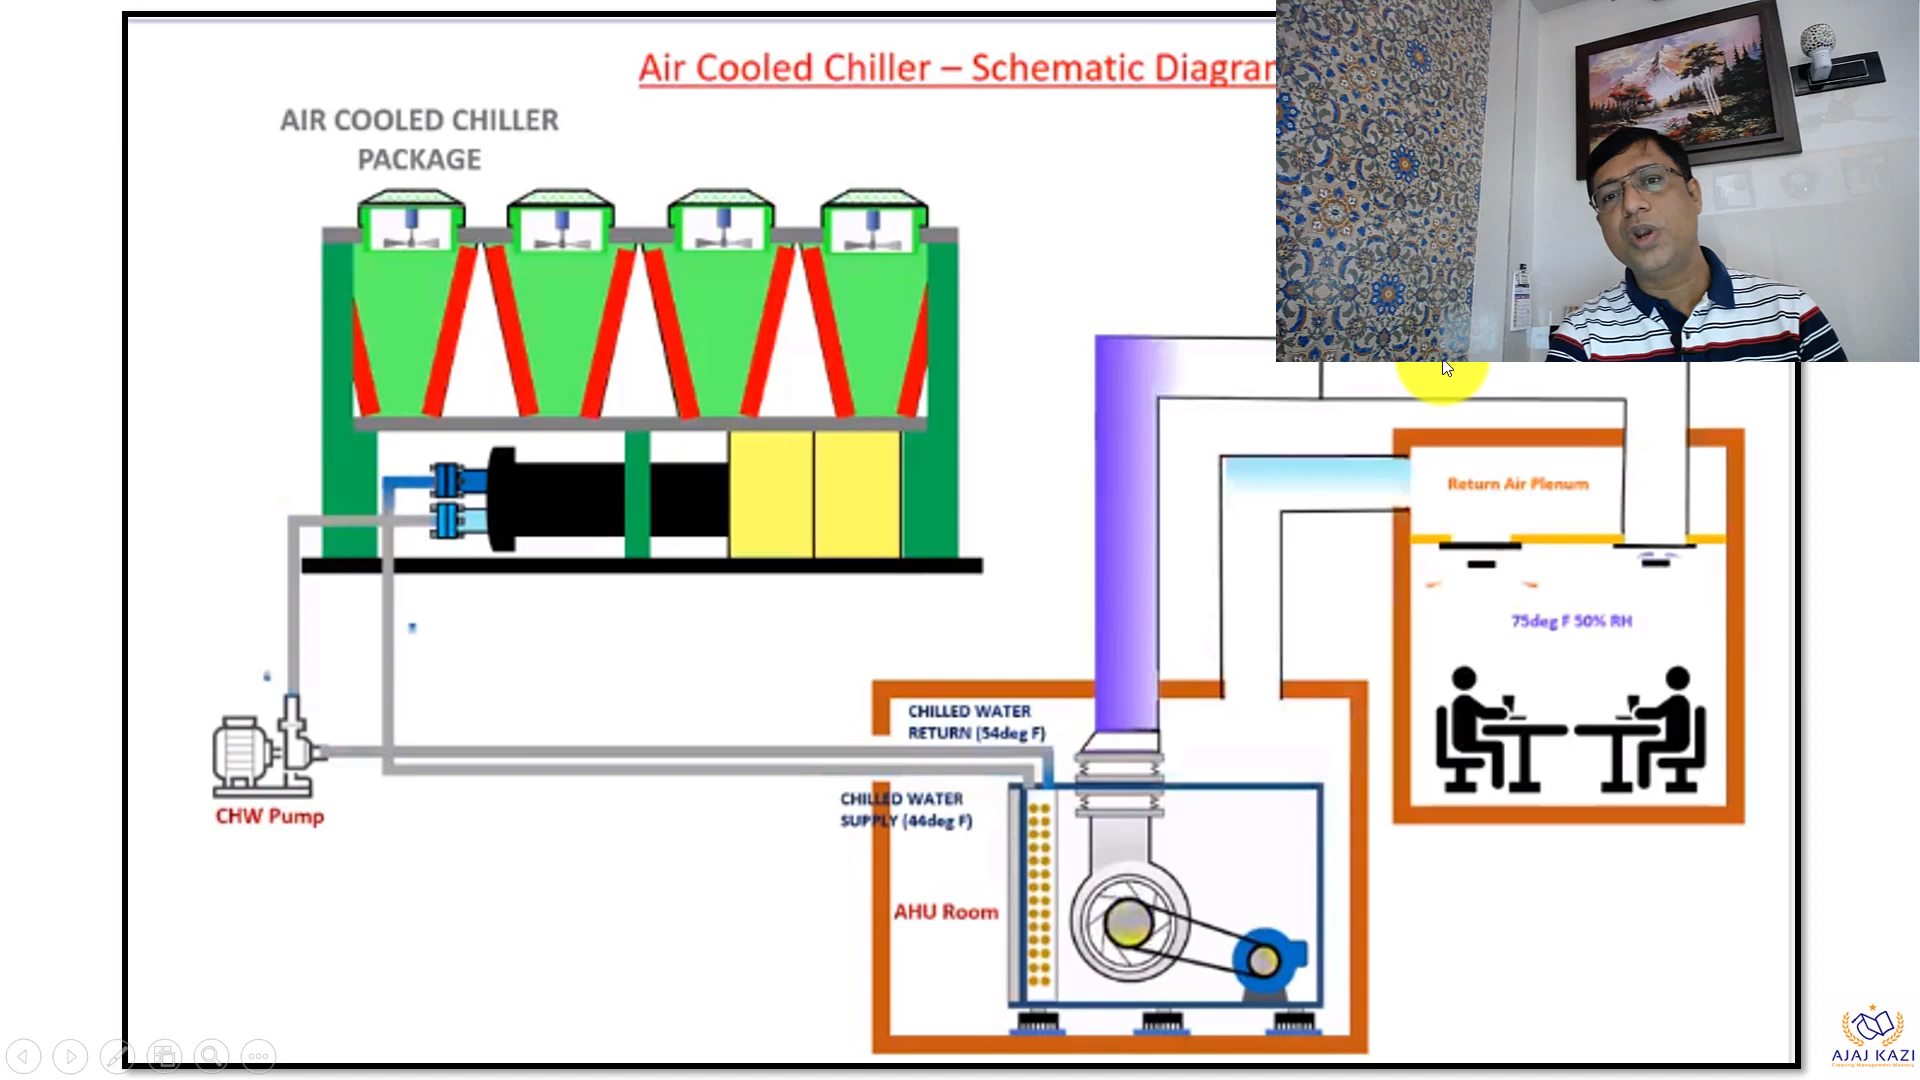 Air Cooled Chiller – Schematic Diagram
AIR COOLED CHILLER
PACKAGE
Return Air Plenum
75deg F 50% RH
CHILLED WATER
RETURN (54deg F)
CHILLED WATER
SUPPLY (44deg F)
CHW Pump
AHU Room
AJAJ KAZI